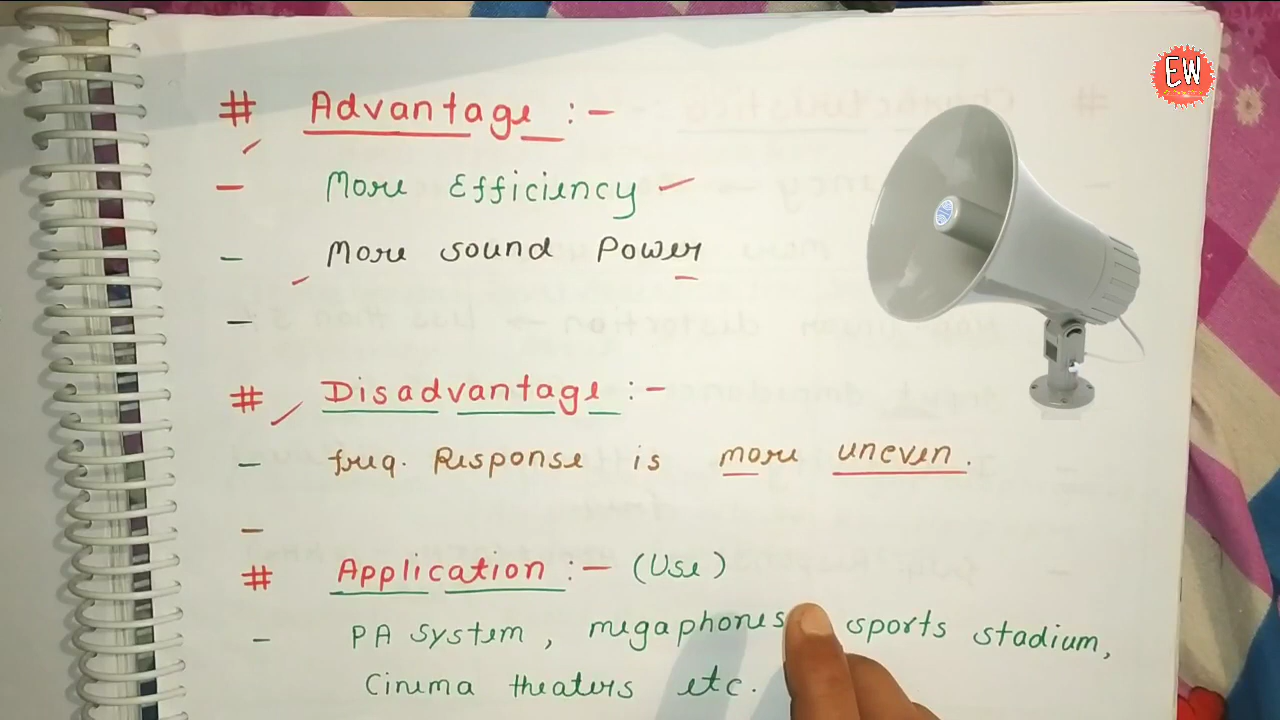 # Advantage :-
- More Efficiency
- More sound Power
-
# Disadvantage :-
- freq. Response is more uneven.
-
# Application :- (Use)
- PA System, megaphones sports stadium,
Cinema theaters etc.
EW